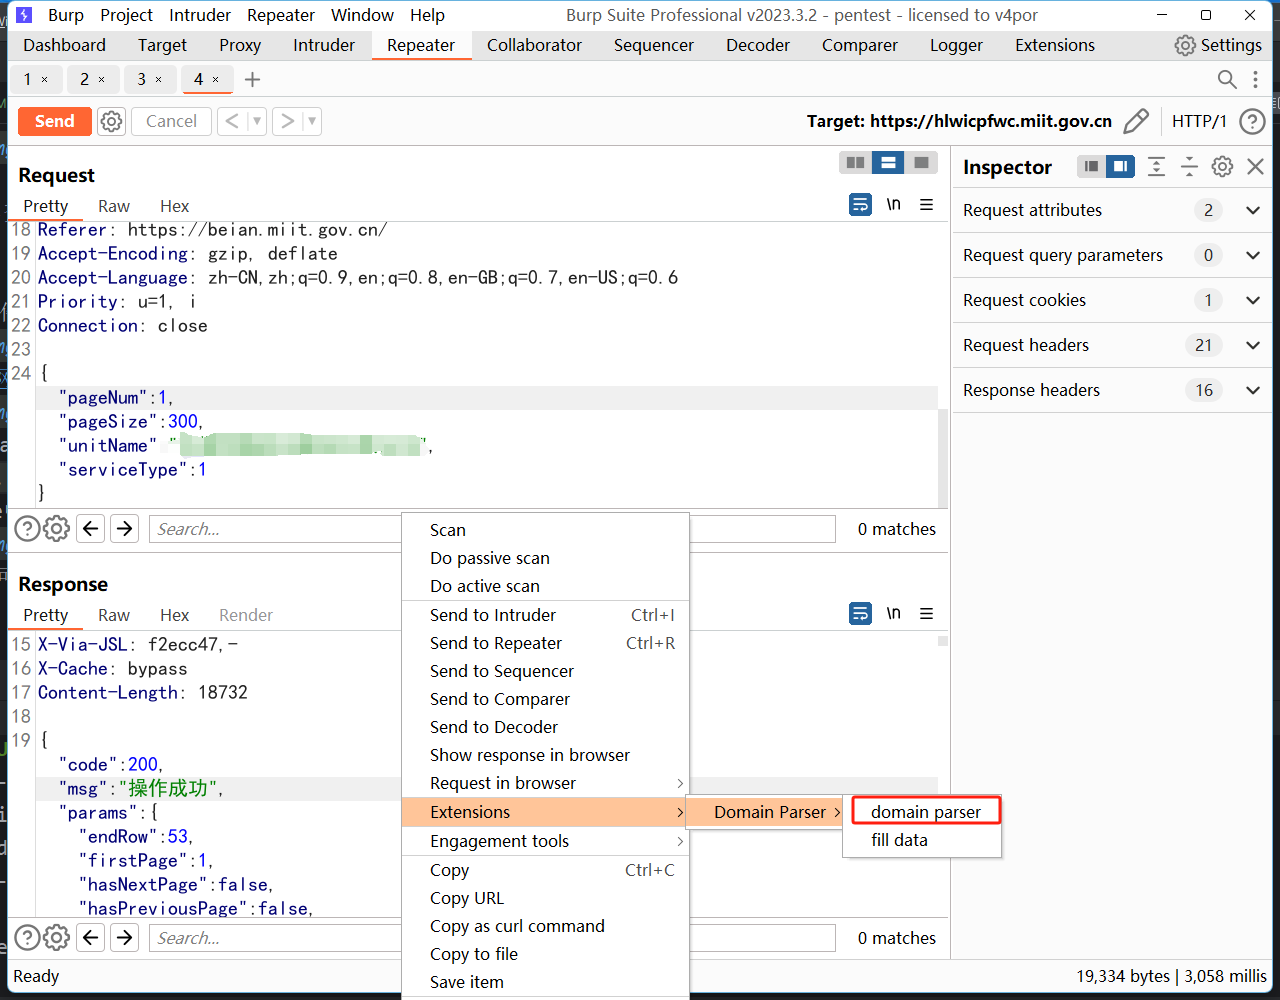 Burp Project Intruder Repeater Window Help Burp Suite Professional v2023.3.2 - pentest - licensed to v4por
Dashboard Target Proxy Intruder Repeater Collaborator Sequencer Decoder Comparer Logger Extensions Settings
1 × 2 × 3 × 4 × +
Send Cancel < > Target: https://hlwicpfwc.miit.gov.cn HTTP/1 ?
Request
Pretty Raw Hex \n
18 Referer: https://beian.miit.gov.cn/
19 Accept-Encoding: gzip, deflate
20 Accept-Language: zh-CN,zh;q=0.9,en;q=0.8,en-GB;q=0.7,en-US;q=0.6
21 Priority: u=1, i
22 Connection: close
23
24 {
"pageNum":1,
"pageSize":300,
"unitName" " ",
"serviceType":1
}
Search... 0 matches
Response
Pretty Raw Hex Render \n
15 X-Via-JSL: f2ecc47,-
16 X-Cache: bypass
17 Content-Length: 18732
18
19 {
"code":200,
"msg":"操作成功",
"params":{
"endRow":53,
"firstPage":1,
"hasNextPage":false,
"hasPreviousPage":false,
Search... 0 matches
Ready 19,334 bytes | 3,058 millis
Inspector
Request attributes 2
Request query parameters 0
Request cookies 1
Request headers 21
Response headers 16
Scan
Do passive scan
Do active scan
Send to Intruder Ctrl+I
Send to Repeater Ctrl+R
Send to Sequencer
Send to Comparer
Send to Decoder
Show response in browser
Request in browser >
Extensions >
Engagement tools >
Copy Ctrl+C
Copy URL
Copy as curl command
Copy to file
Save item
Domain Parser >
domain parser
fill data